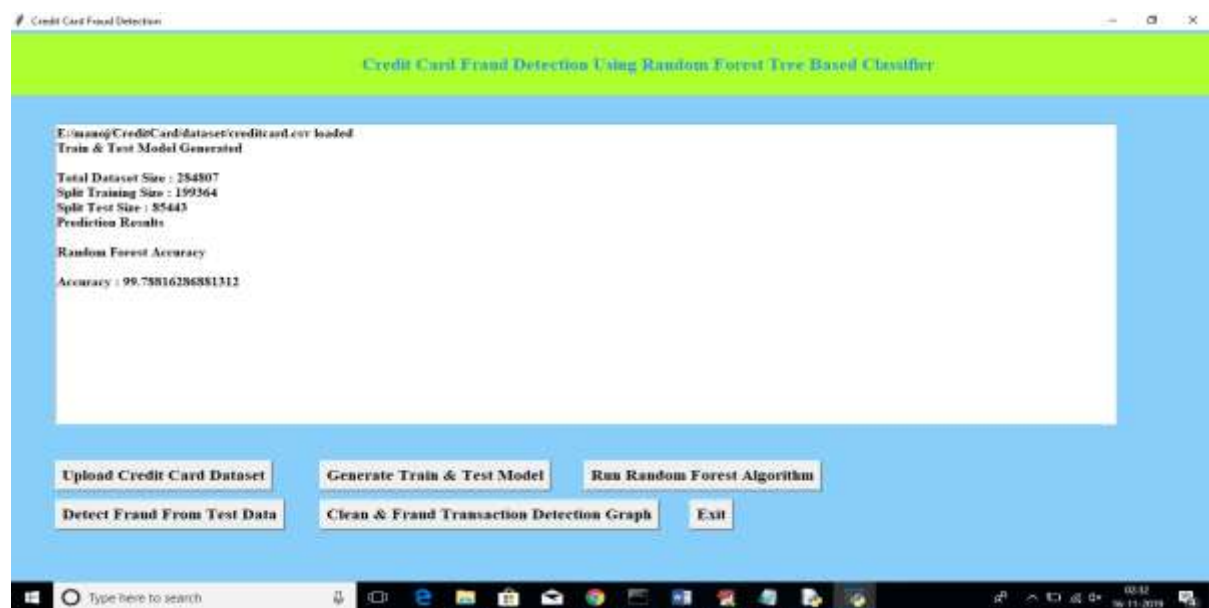 Credit Card Fraud Detection
Credit Card Fraud Detection Using Random Forest Tree Based Classifier
E:/manoj/CreditCard/dataset/creditcard.csv loaded
Train & Test Model Generated
Total Dataset Size : 284807
Split Training Size : 199364
Split Test Size : 85443
Prediction Results
Random Forest Accuracy
Accuracy : 99.78816286881312
Upload Credit Card Dataset
Generate Train & Test Model
Run Random Forest Algorithm
Detect Fraud From Test Data
Clean & Fraud Transaction Detection Graph
Exit
Type here to search